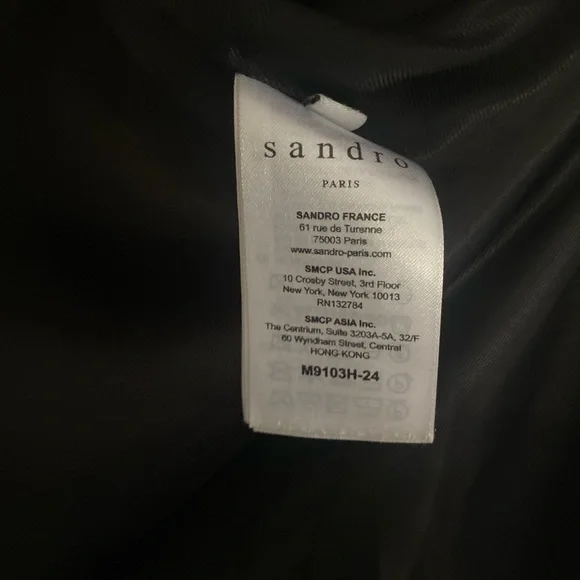 sandro
PARIS
SANDRO FRANCE
61 rue de Turenne
75003 Paris
www.sandro-paris.com
SMCP USA Inc.
10 Crosby Street, 3rd Floor
New York, New York 10013
RN132784
SMCP ASIA Inc.
The Centrium, Suite 3203A-5A, 32/F
60 Wyndham Street, Central
HONG-KONG
M9103H-24